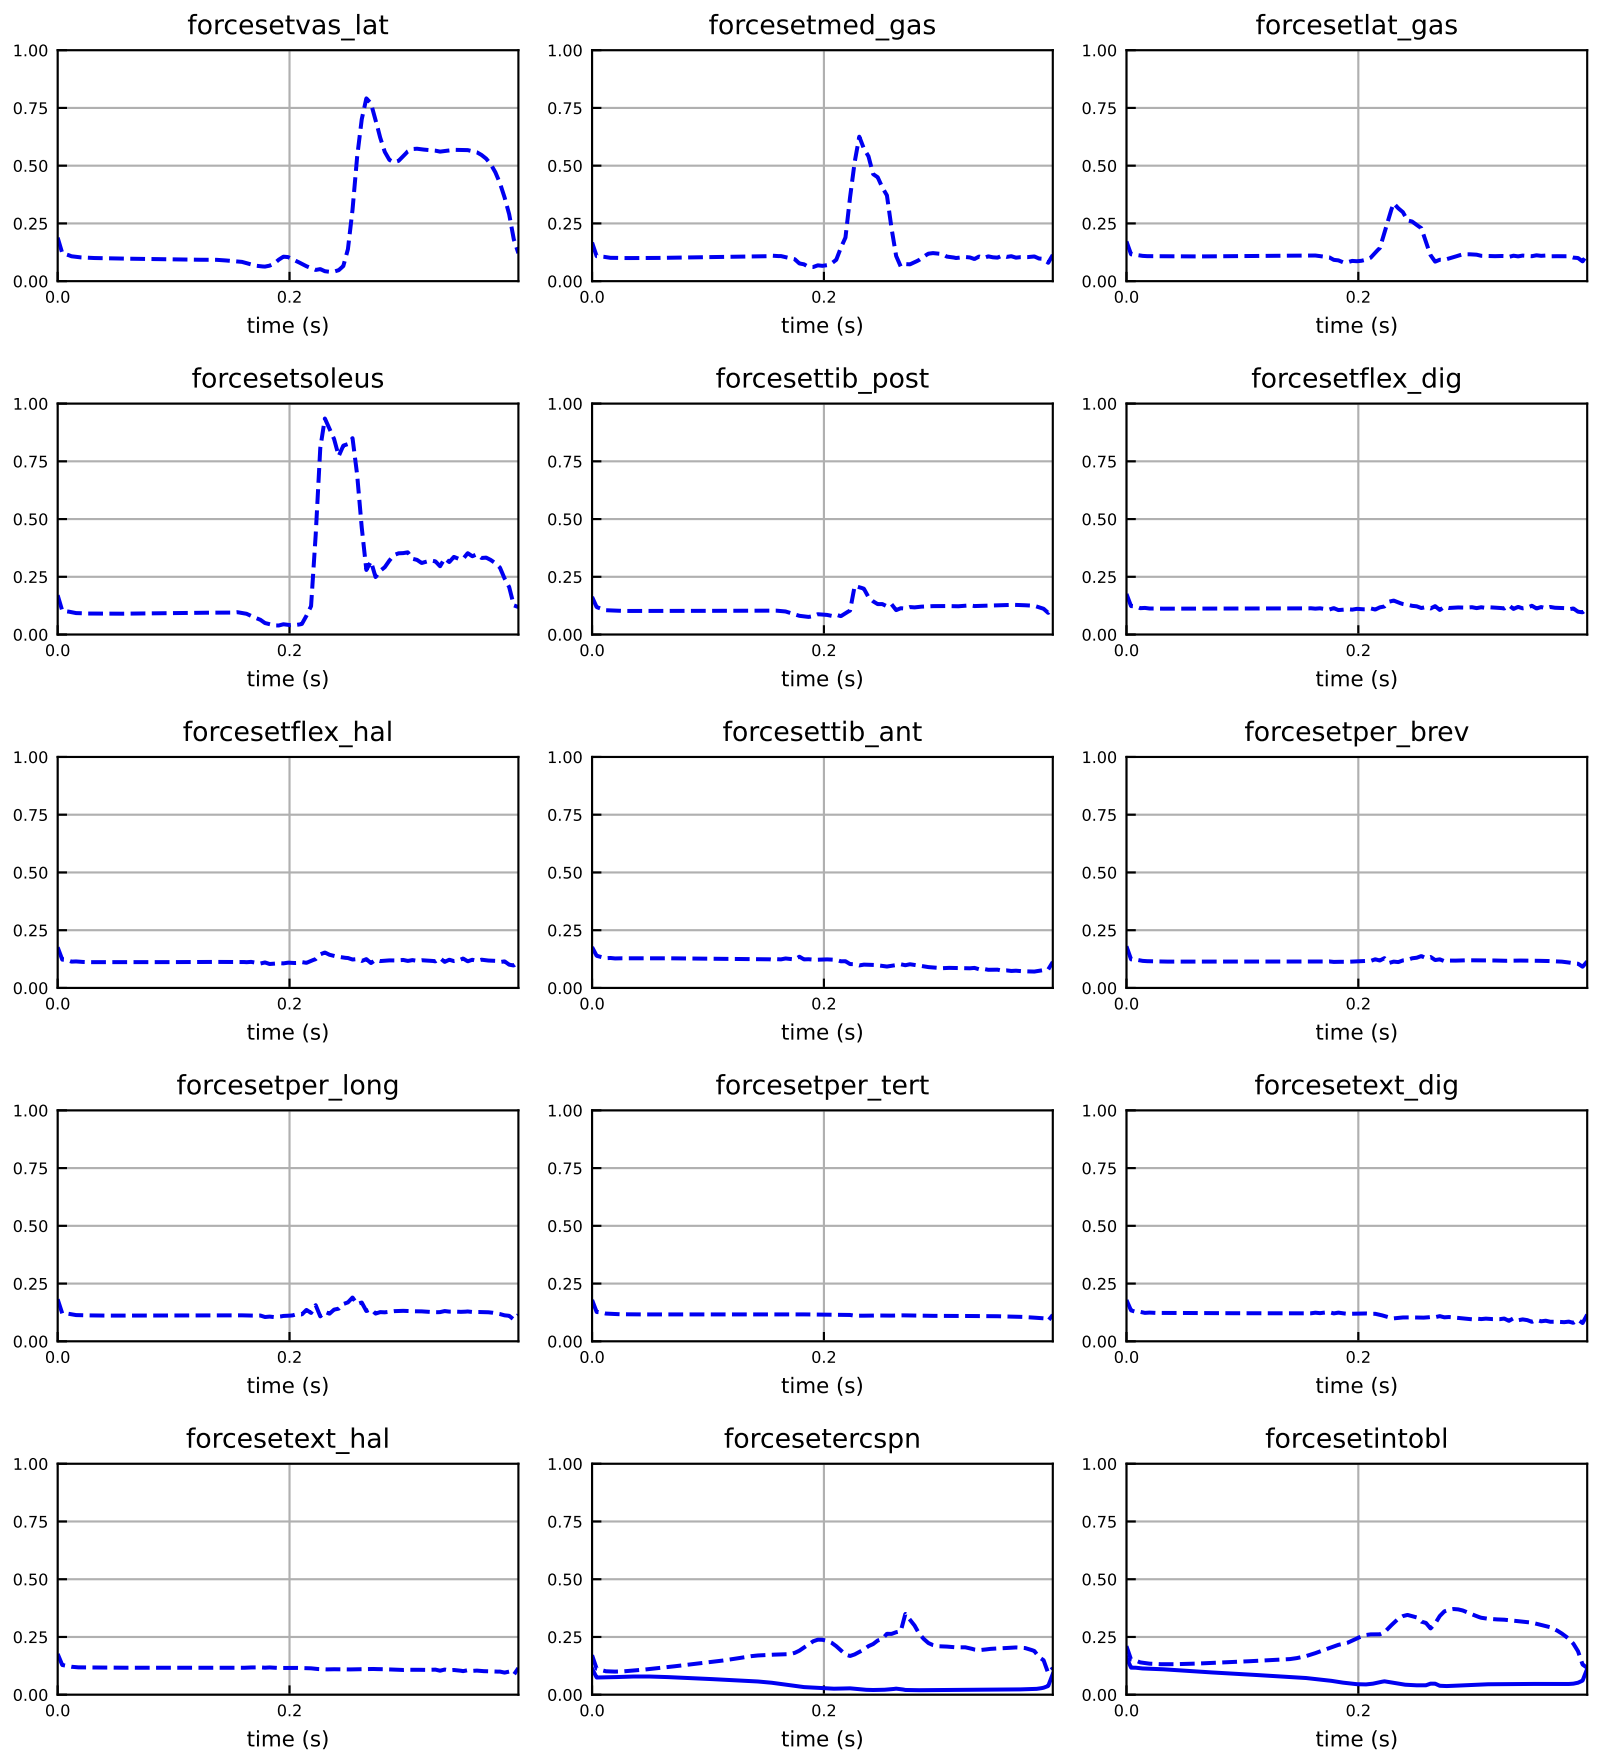 forcesetvas_lat forcesetmed_gas forcesetlat_gas
1.00 1.00 1.00
0.75 0.75 0.75
0.50 0.50 0.50
0.25 0.25 0.25
0.00 0.00 0.00
0.0 0.2 0.0 0.2 0.0 0.2
time (s) time (s) time (s)
forcesetsoleus forcesettib_post forcesetflex_dig
1.00 1.00 1.00
0.75 0.75 0.75
0.50 0.50 0.50
0.25 0.25 0.25
0.00 0.00 0.00
0.0 0.2 0.0 0.2 0.0 0.2
time (s) time (s) time (s)
forcesetflex_hal forcesettib_ant forcesetper_brev
1.00 1.00 1.00
0.75 0.75 0.75
0.50 0.50 0.50
0.25 0.25 0.25
0.00 0.00 0.00
0.0 0.2 0.0 0.2 0.0 0.2
time (s) time (s) time (s)
forcesetper_long forcesetper_tert forcesetext_dig
1.00 1.00 1.00
0.75 0.75 0.75
0.50 0.50 0.50
0.25 0.25 0.25
0.00 0.00 0.00
0.0 0.2 0.0 0.2 0.0 0.2
time (s) time (s) time (s)
forcesetext_hal forcesetercspn forcesetintobl
1.00 1.00 1.00
0.75 0.75 0.75
0.50 0.50 0.50
0.25 0.25 0.25
0.00 0.00 0.00
0.0 0.2 0.0 0.2 0.0 0.2
time (s) time (s) time (s)